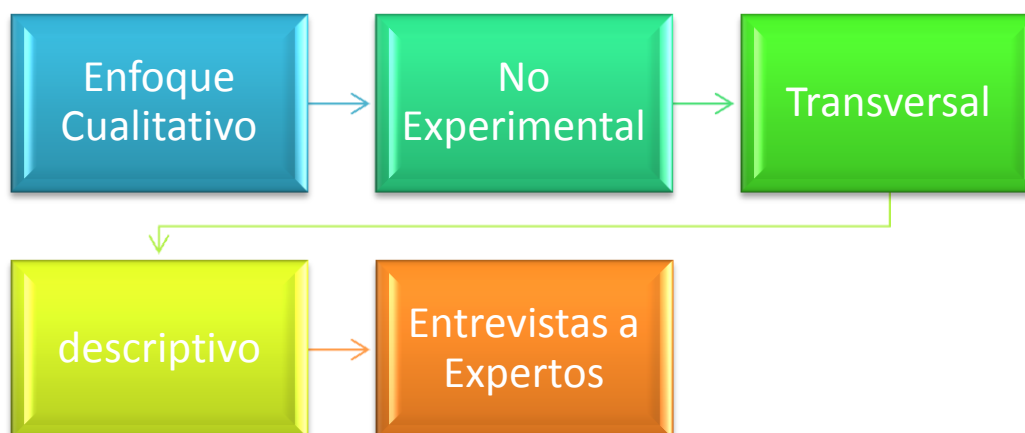 Enfoque
Cualitativo
No
Experimental
Transversal
descriptivo
Entrevistas a
Expertos